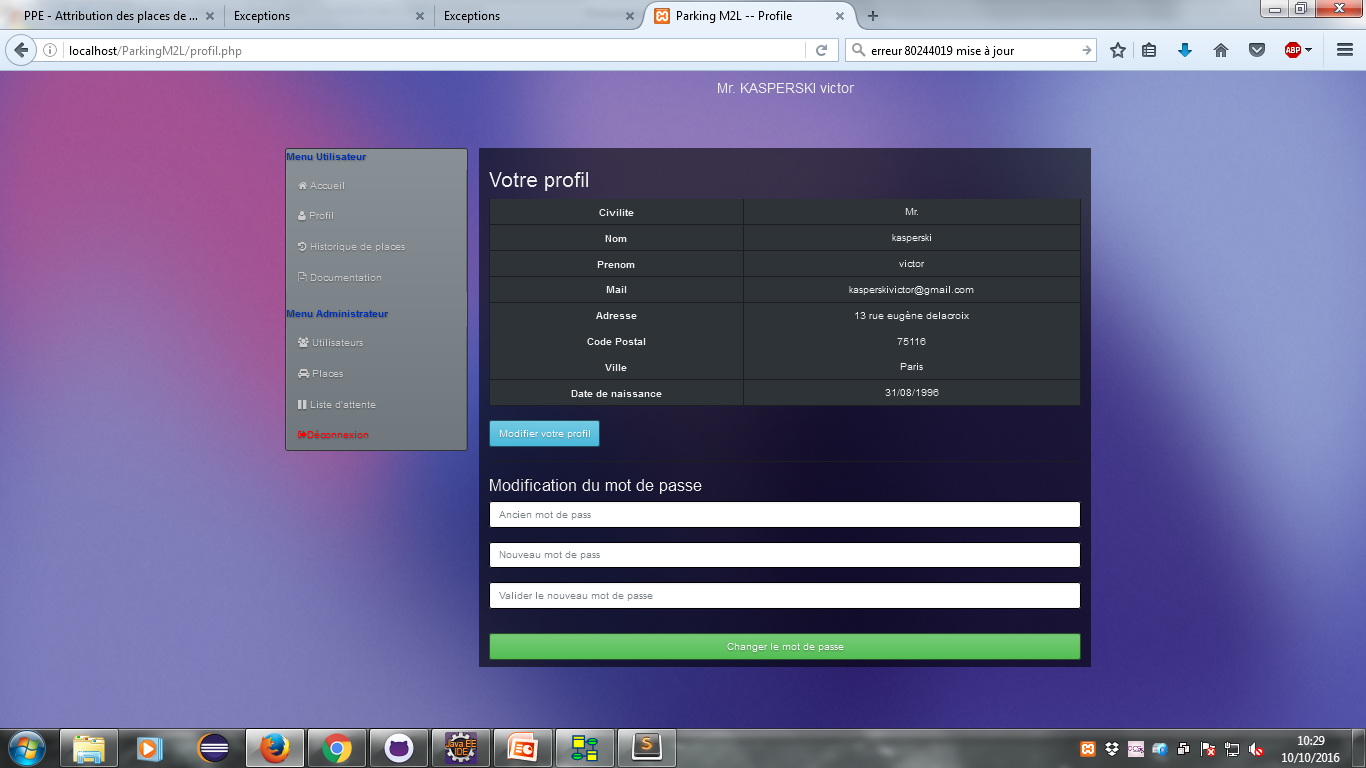 PPE - Attribution des places de ...
Exceptions
Exceptions
Parking M2L -- Profile
localhost/ParkingM2L/profil.php
erreur 80244019 mise à jour
ABP
Mr. KASPERSKI victor
Menu Utilisateur
Accueil
Profil
Historique de places
Documentation
Menu Administrateur
Utilisateurs
Places
Liste d'attente
Déconnexion
Votre profil
Civilite Mr.
Nom kasperski
Prenom victor
Mail kasperskivictor@gmail.com
Adresse 13 rue eugène delacroix
Code Postal 75116
Ville Paris
Date de naissance 31/08/1996
Modifier votre profil
Modification du mot de passe
Ancien mot de pass
Nouveau mot de pass
Valider le nouveau mot de passe
Changer le mot de passe
Java EE
IDE
S
10:29
10/10/2016